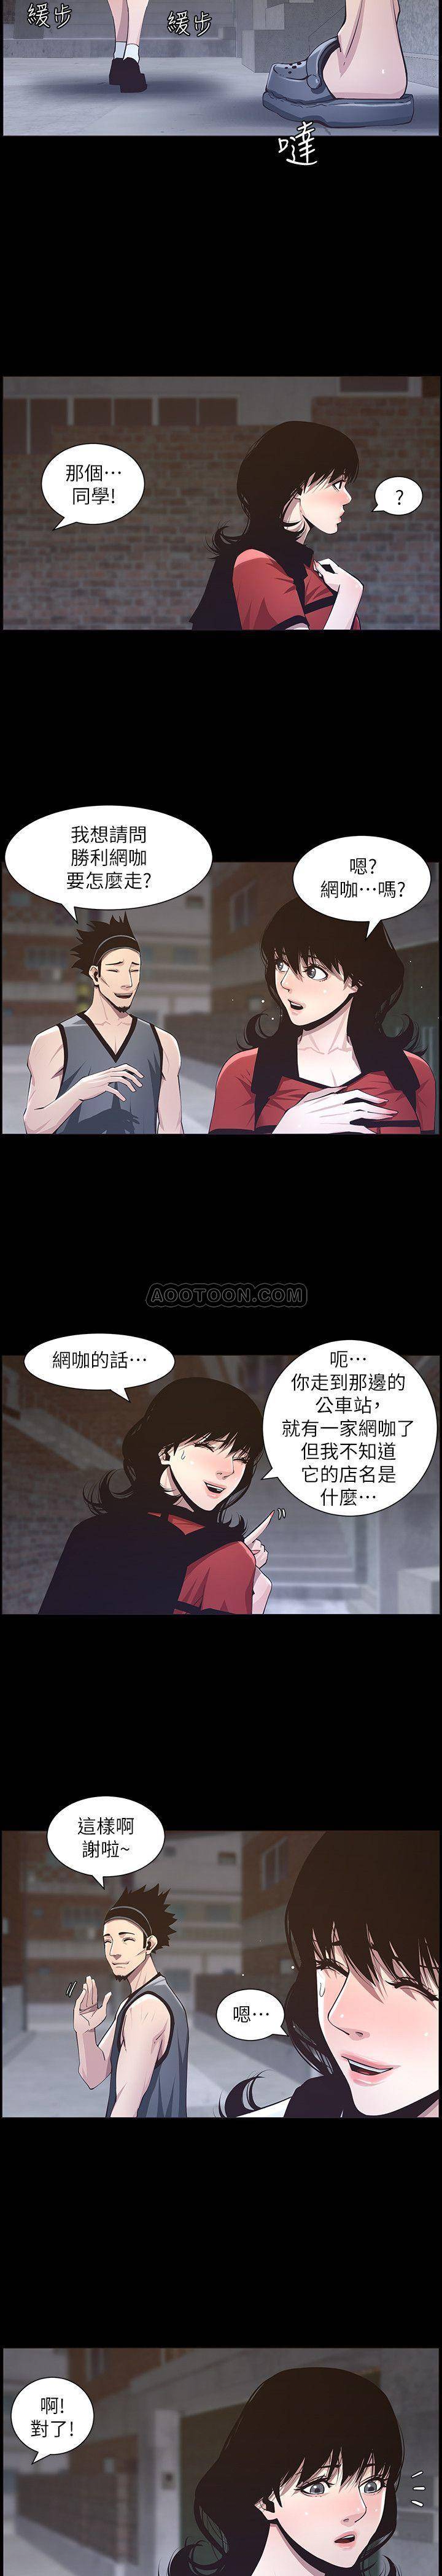 緩步
緩步
噠
那個…
同學!
?
我想請問
勝利網咖
要怎麼走?
嗯?
網咖…嗎?
AOOTOON.COM
網咖的話…
呃…
你走到那邊的
公車站,
就有一家網咖了
但我不知道
它的店名是
什麼…
這樣啊
謝啦~
嗯…
啊!
對了!